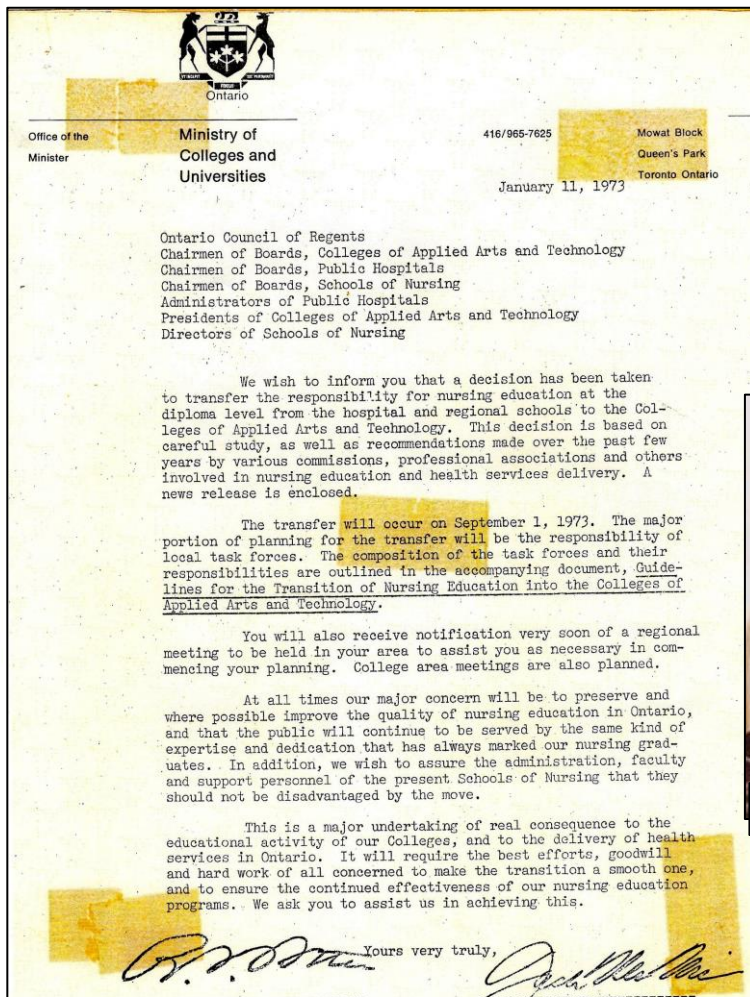 Ontario
Office of the
Minister
Ministry of
Colleges and
Universities
416/965-7625
Mowat Block
Queen's Park
Toronto Ontario
January 11, 1973
Ontario Council of Regents
Chairmen of Boards, Colleges of Applied Arts and Technology
Chairmen of Boards, Public Hospitals
Chairmen of Boards, Schools of Nursing
Administrators of Public Hospitals
Presidents of Colleges of Applied Arts and Technology
Directors of Schools of Nursing
We wish to inform you that a decision has been taken
to transfer the responsibility for nursing education at the
diploma level from the hospital and regional schools to the Col-
leges of Applied Arts and Technology. This decision is based on
careful study, as well as recommendations made over the past few
years by various commissions, professional associations and others
involved in nursing education and health services delivery. A
news release is enclosed.
The transfer will occur on September 1, 1973. The major
portion of planning for the transfer will be the responsibility of
local task forces. The composition of the task forces and their
responsibilities are outlined in the accompanying document, Guide-
lines for the Transition of Nursing Education into the Colleges of
Applied Arts and Technology.
You will also receive notification very soon of a regional
meeting to be held in your area to assist you as necessary in com-
mencing your planning. College area meetings are also planned.
At all times our major concern will be to preserve and
where possible improve the quality of nursing education in Ontario,
and that the public will continue to be served by the same kind of
expertise and dedication that has always marked our nursing grad-
uates. In addition, we wish to assure the administration, faculty
and support personnel of the present Schools of Nursing that they
should not be disadvantaged by the move.
This is a major undertaking of real consequence to the
educational activity of our Colleges, and to the delivery of health
services in Ontario. It will require the best efforts, goodwill
and hard work of all concerned to make the transition a smooth one,
and to ensure the continued effectiveness of our nursing education
programs. We ask you to assist us in achieving this.
Yours very truly,